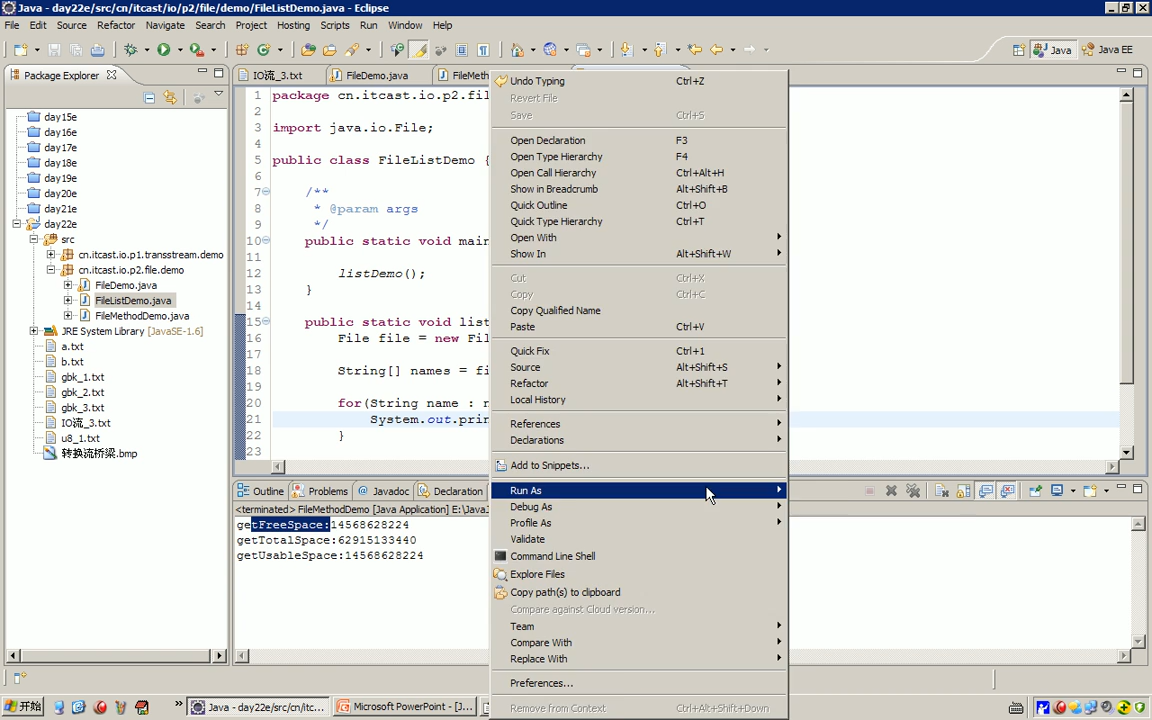 Java - day22e/src/cn/itcast/io/p2/file/demo/FileListDemo.java - Eclipse
File Edit Source Refactor Navigate Search Project Hosting Scripts Run Window Help
Java
Java EE
Package Explorer
day15e
day16e
day17e
day18e
day19e
day20e
day21e
day22e
src
cn.itcast.io.p1.transstream.demo
cn.itcast.io.p2.file.demo
FileDemo.java
FileListDemo.java
FileMethodDemo.java
JRE System Library [JavaSE-1.6]
a.txt
b.txt
gbk_1.txt
gbk_2.txt
gbk_3.txt
IO流_3.txt
u8_1.txt
转换流桥梁.bmp
IO流_3.txt FileDemo.java FileMeth
1 package cn.itcast.io.p2.fil
2
3 import java.io.File;
4
5 public class FileListDemo {
6
7 /**
8 * @param args
9 */
10 public static void main
11
12 listDemo();
13 }
14
15 public static void list
16 File file = new Fil
17
18 String[] names = fi
19
20 for(String name : n
21 System.out.prin
22 }
23
Undo Typing Ctrl+Z
Revert File
Save Ctrl+S
Open Declaration F3
Open Type Hierarchy F4
Open Call Hierarchy Ctrl+Alt+H
Show in Breadcrumb Alt+Shift+B
Quick Outline Ctrl+O
Quick Type Hierarchy Ctrl+T
Open With
Show In Alt+Shift+W
Cut Ctrl+X
Copy Ctrl+C
Copy Qualified Name
Paste Ctrl+V
Quick Fix Ctrl+1
Source Alt+Shift+S
Refactor Alt+Shift+T
Local History
References
Declarations
Add to Snippets...
Run As
Debug As
Profile As
Validate
Command Line Shell
Explore Files
Copy path(s) to clipboard
Compare against Cloud version...
Team
Compare With
Replace With
Preferences...
Remove from Context Ctrl+Alt+Shift+Down
Outline Problems Javadoc Declaration
<terminated> FileMethodDemo [Java Application] E:\Java\
getFreeSpace:14568628224
getTotalSpace:62915133440
getUsableSpace:14568628224
开始
Java - day22e/src/cn/itc...
Microsoft PowerPoint - [J...